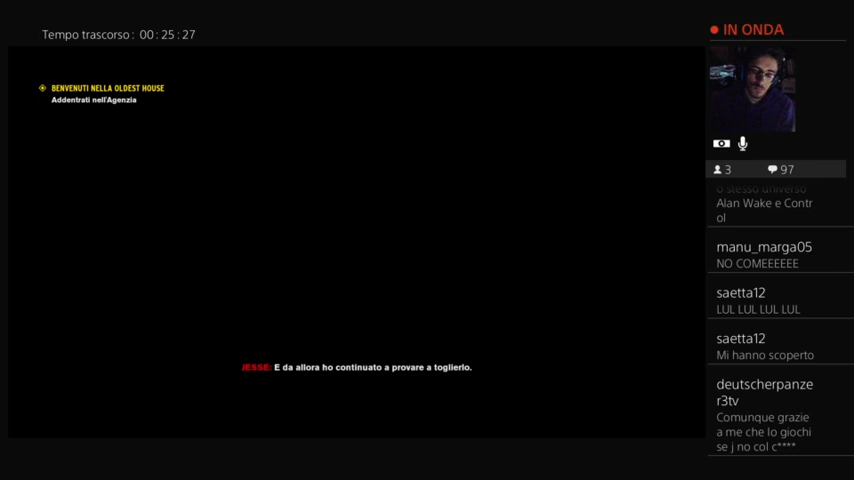 Tempo trascorso: 00:25:27
IN ONDA
BENVENUTI NELLA OLDEST HOUSE
Addentrati nell'Agenzia
3 97
o stesso universo
Alan Wake e Contr
ol
manu_marga05
NO COMEEEEEE
saetta12
LUL LUL LUL LUL
saetta12
Mi hanno scoperto
deutscherpanze
r3tv
Comunque grazie
a me che lo giochi
se j no col c****
JESSE: E da allora ho continuato a provare a toglierlo.